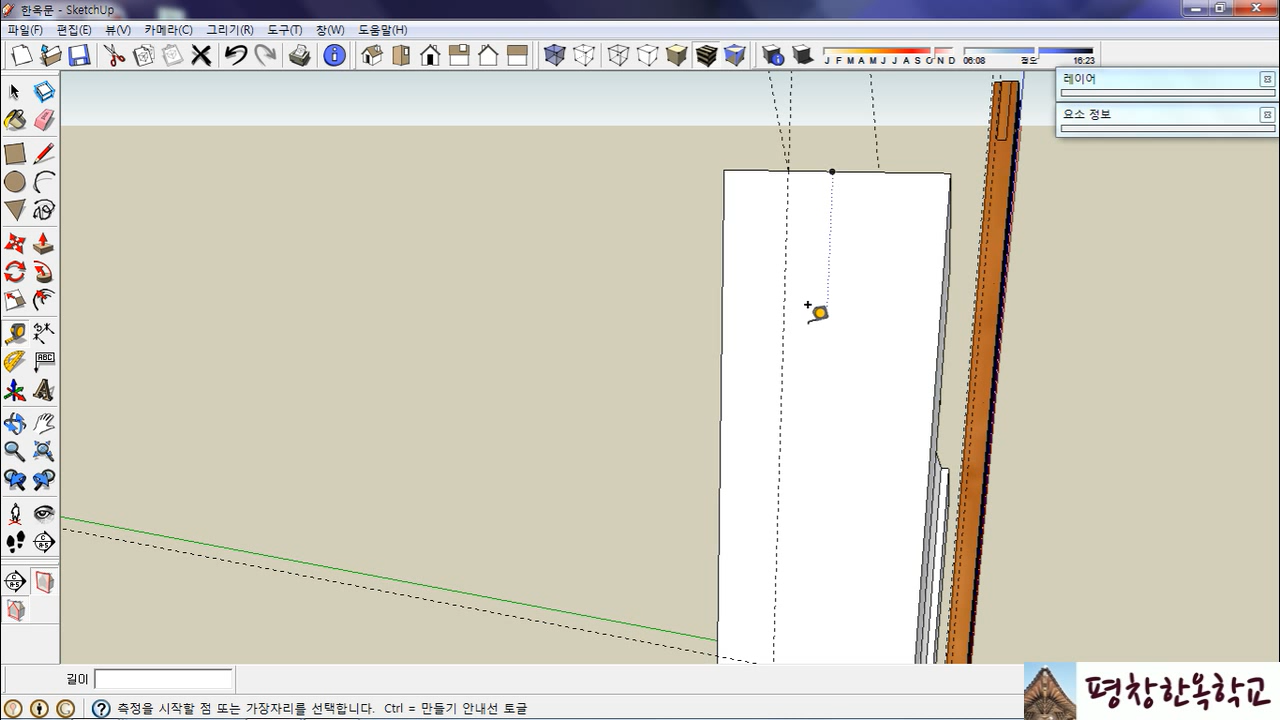 한옥문 - SketchUp
파일(F) 편집(E) 뷰(V) 카메라(C) 그리기(R) 도구(T) 창(W) 도움말(H)
J F M A M J J A S O N D 06:08 정오 16:23
레이어
요소 정보
ABC
길이
측정을 시작할 점 또는 가장자리를 선택합니다. Ctrl = 만들기 안내선 토글
평창한옥학교